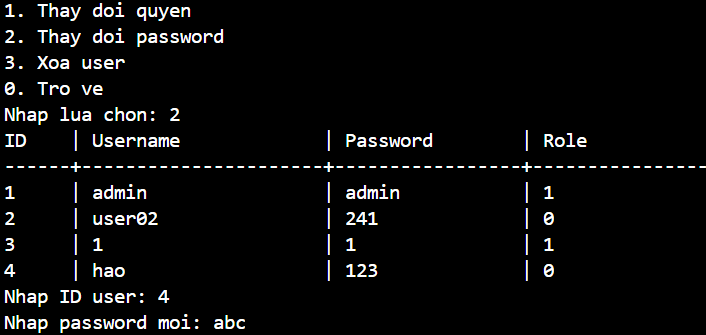 1. Thay doi quyen
2. Thay doi password
3. Xoa user
0. Tro ve
Nhap lua chon: 2
ID    | Username            | Password       | Role
------+---------------------+----------------+---------------
1     | admin               | admin          | 1
2     | user02              | 241            | 0
3     | 1                   | 1              | 1
4     | hao                 | 123            | 0
Nhap ID user: 4
Nhap password moi: abc